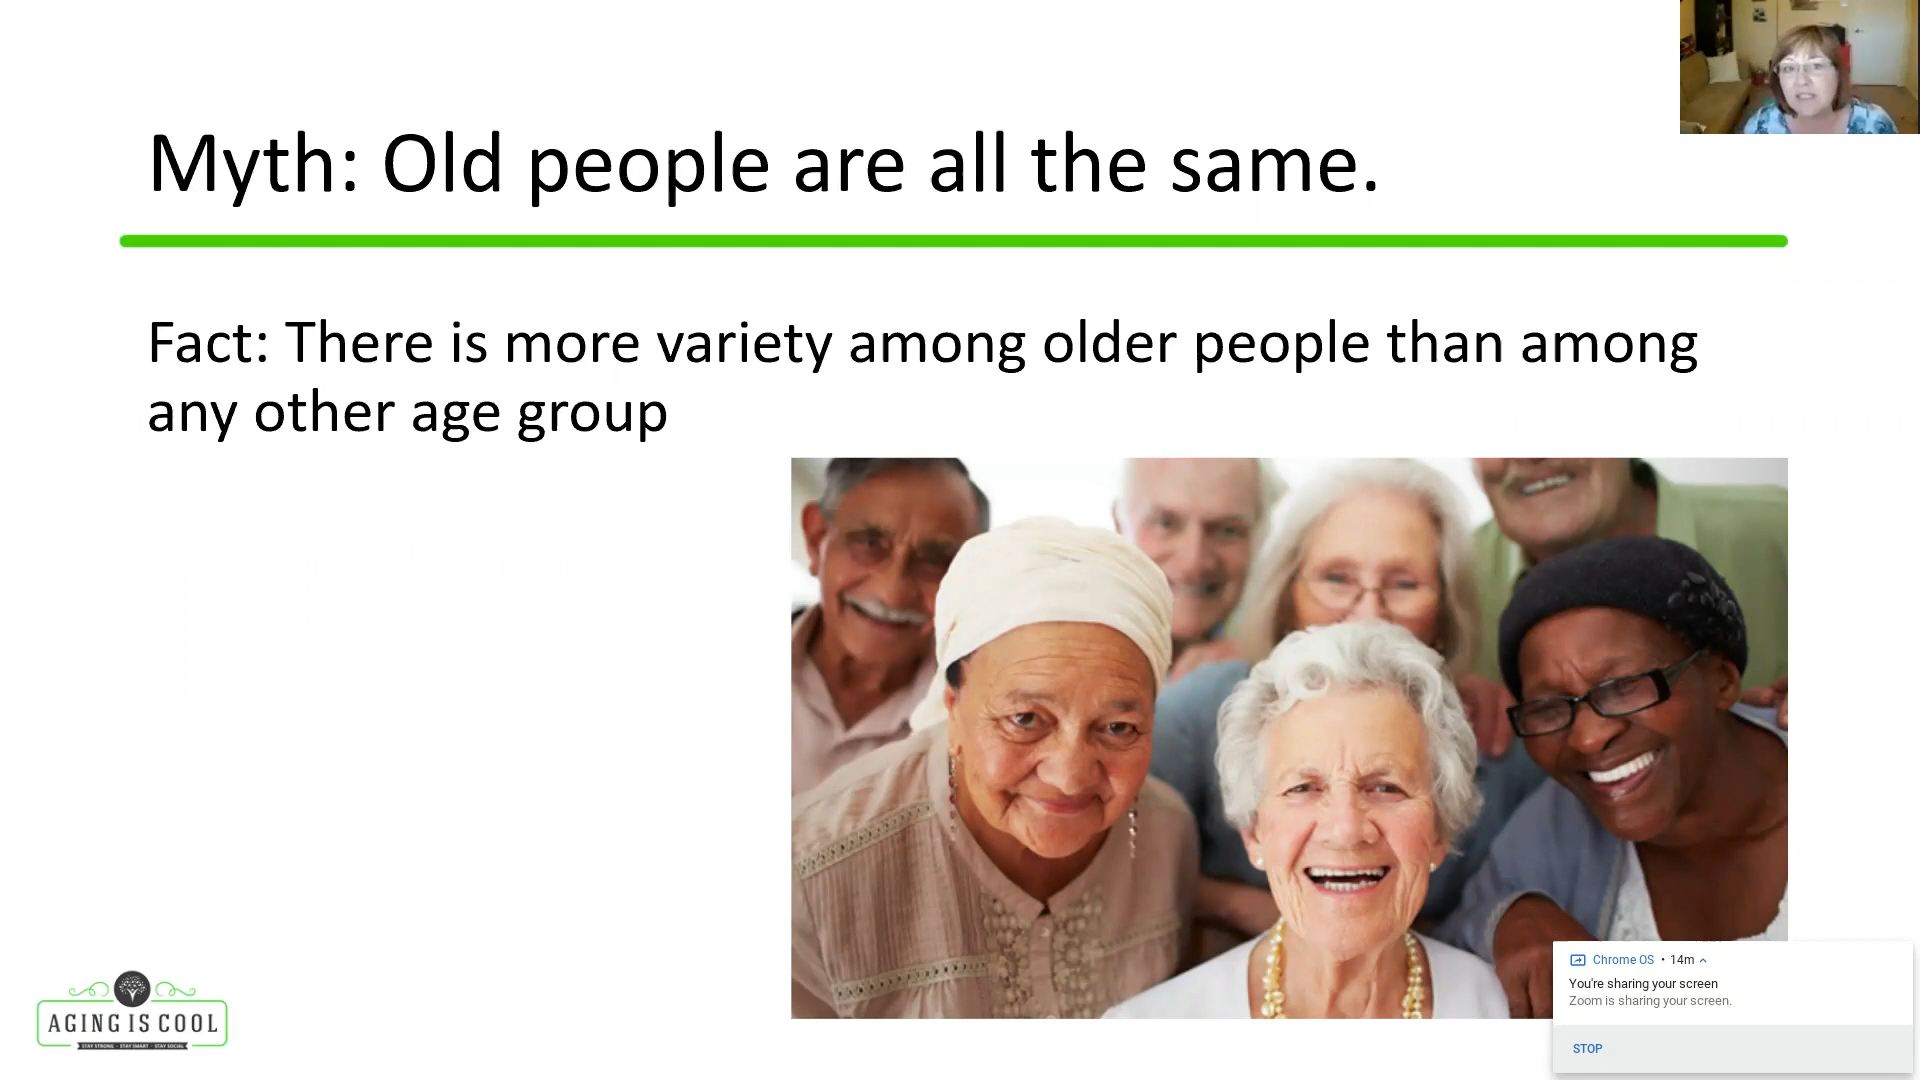 Myth: Old people are all the same.
Fact: There is more variety among older people than among
any other age group
AGING IS COOL
STAY STRONG - STAY SMART - STAY SOCIAL
Chrome OS • 14m
You're sharing your screen
Zoom is sharing your screen.
STOP